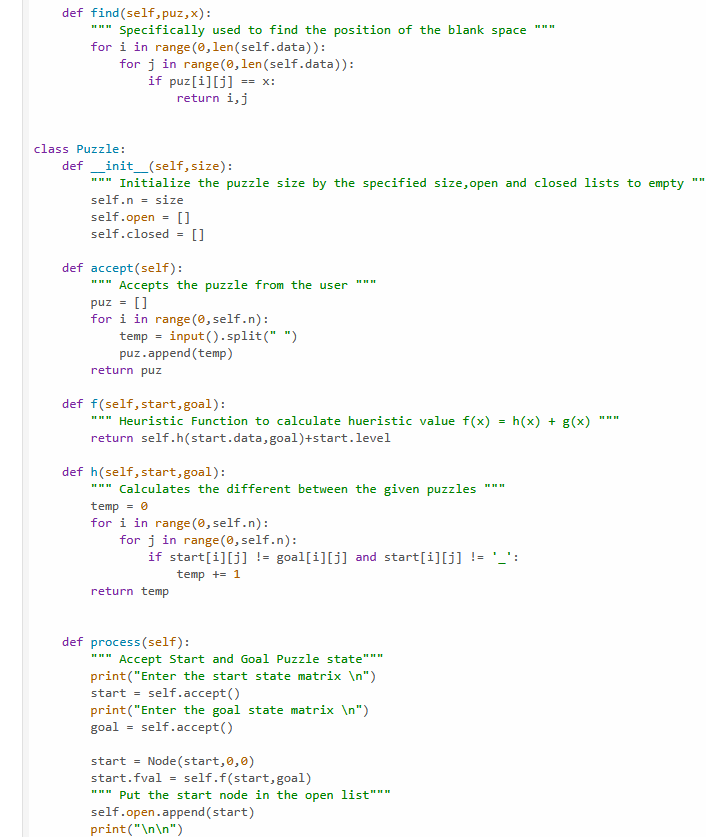 def find(self,puz,x):
""" Specifically used to find the position of the blank space """
for i in range(0,len(self.data)):
for j in range(0,len(self.data)):
if puz[i][j] == x:
return i,j
class Puzzle:
def __init__(self,size):
""" Initialize the puzzle size by the specified size,open and closed lists to empty ""
self.n = size
self.open = []
self.closed = []
def accept(self):
""" Accepts the puzzle from the user """
puz = []
for i in range(0,self.n):
temp = input().split(" ")
puz.append(temp)
return puz
def f(self,start,goal):
""" Heuristic Function to calculate hueristic value f(x) = h(x) + g(x) """
return self.h(start.data,goal)+start.level
def h(self,start,goal):
""" Calculates the different between the given puzzles """
temp = 0
for i in range(0,self.n):
for j in range(0,self.n):
if start[i][j] != goal[i][j] and start[i][j] != '_':
temp += 1
return temp
def process(self):
""" Accept Start and Goal Puzzle state"""
print("Enter the start state matrix \n")
start = self.accept()
print("Enter the goal state matrix \n")
goal = self.accept()
start = Node(start,0,0)
start.fval = self.f(start,goal)
""" Put the start node in the open list"""
self.open.append(start)
print("\n\n")